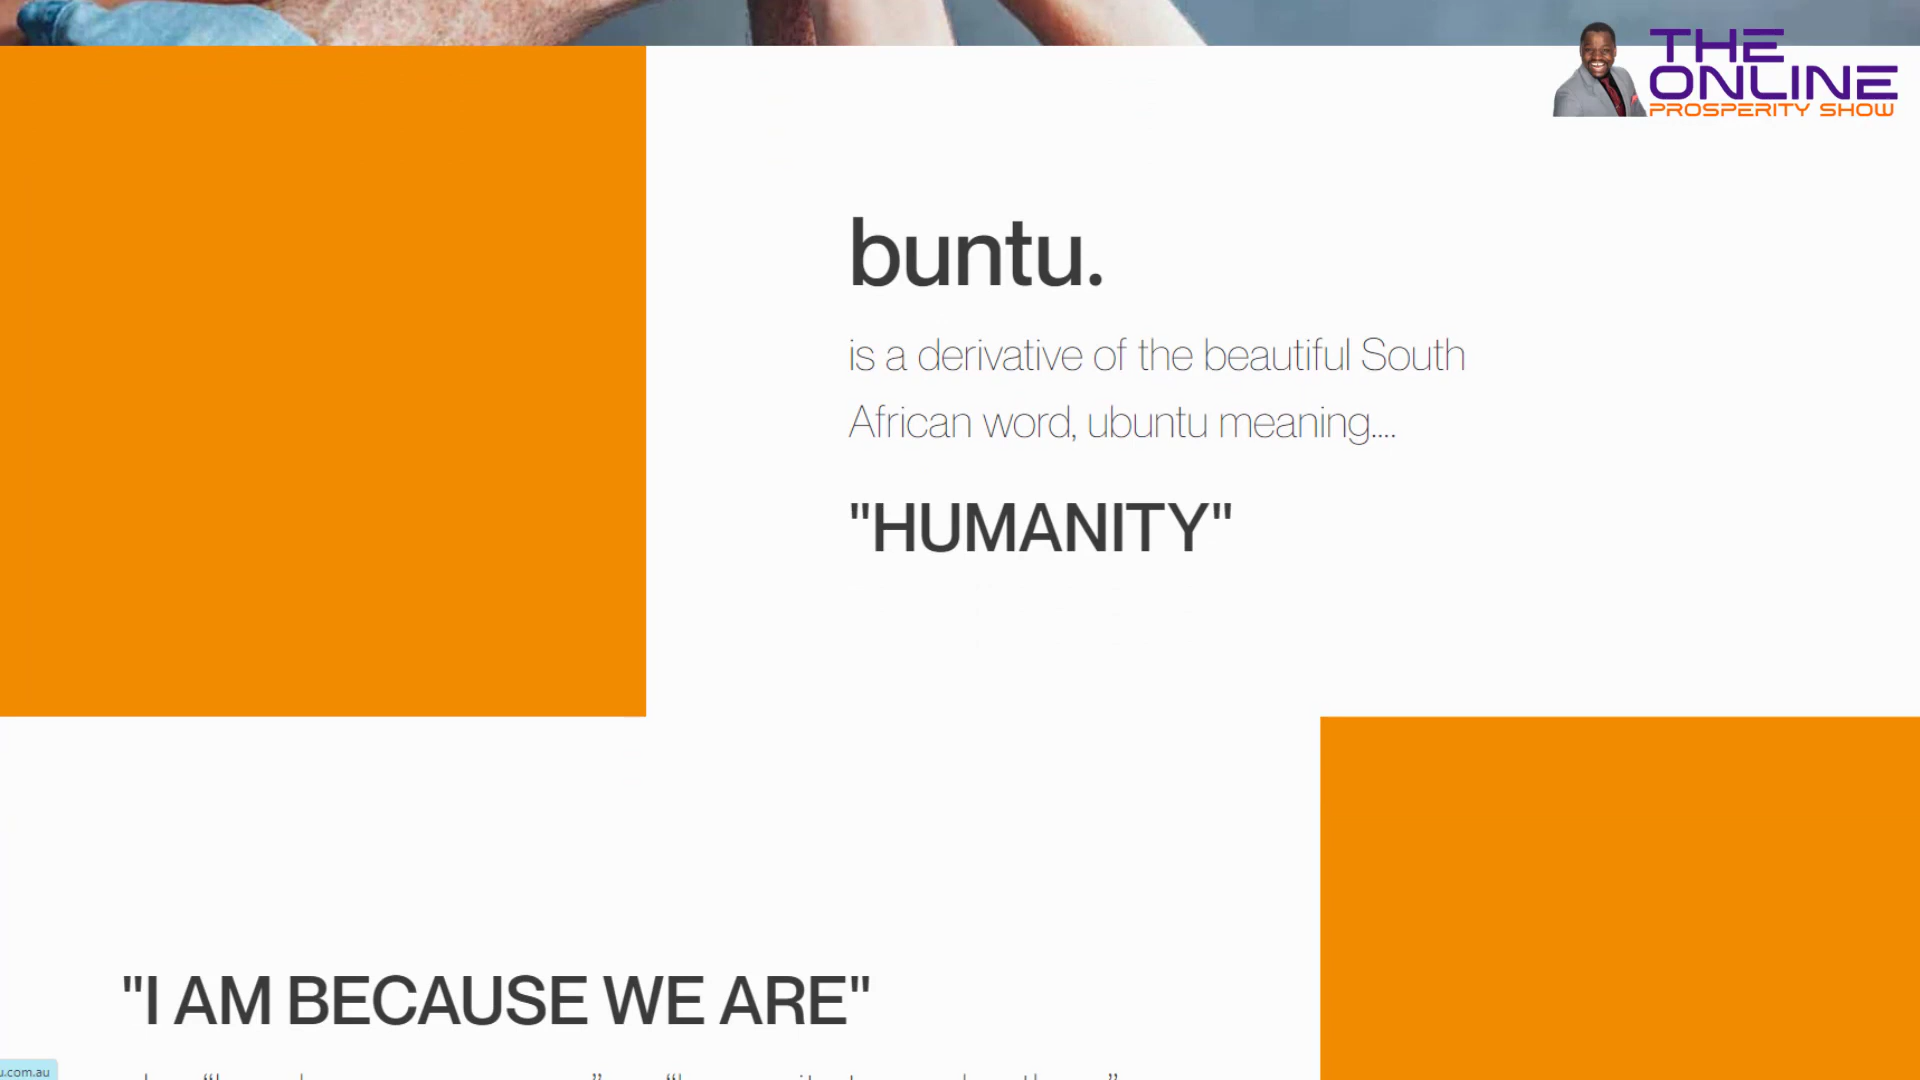 THE
ONLINE
PROSPERITY SHOW
buntu.
is a derivative of the beautiful South
African word, ubuntu meaning....
"HUMANITY"
"I AM BECAUSE WE ARE"
u.com.au